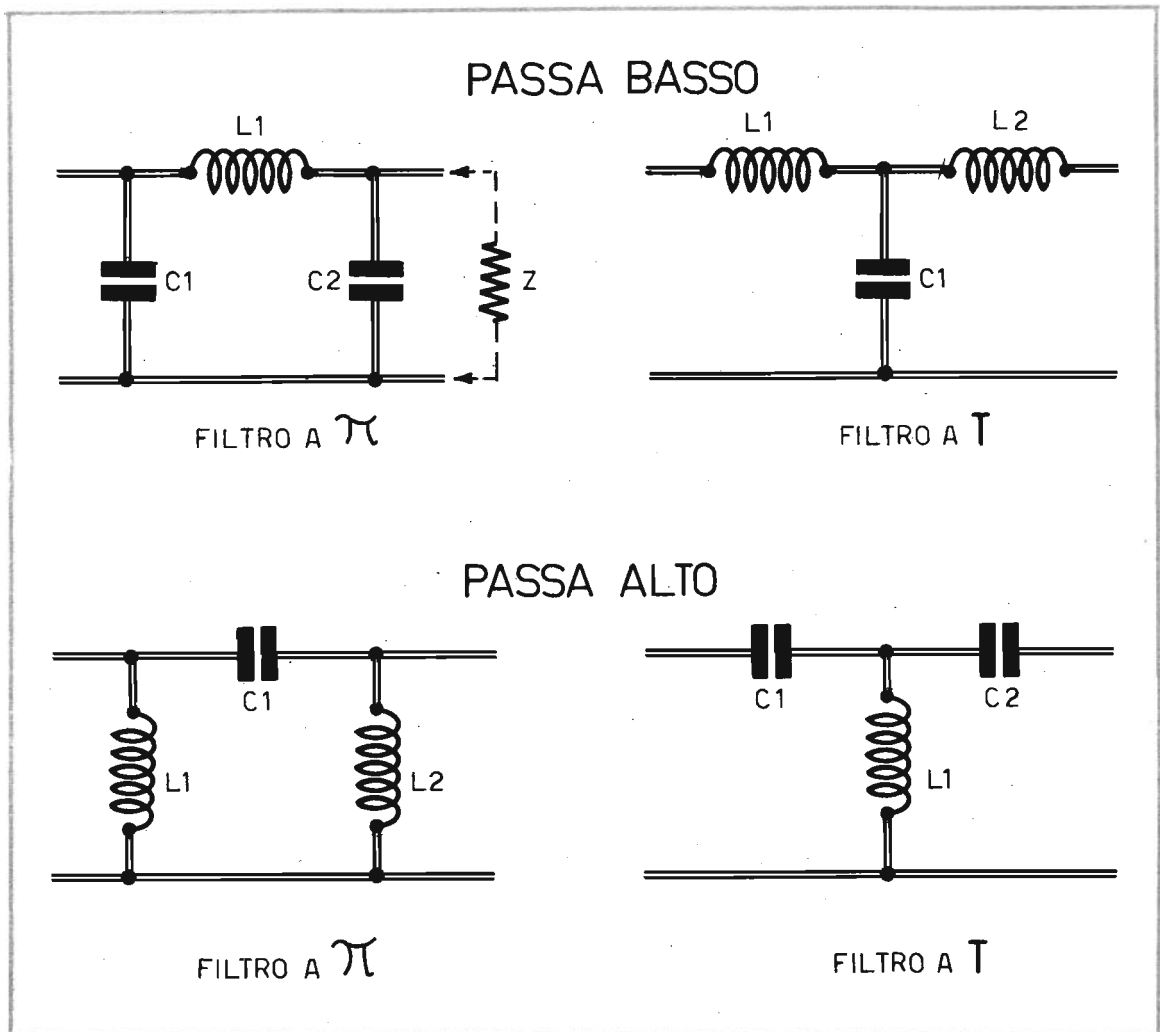 PASSA BASSO
L1
C1
C2
Z
FILTRO A π
L1
L2
C1
FILTRO A T
PASSA ALTO
C1
L1
L2
FILTRO A π
C1
C2
L1
FILTRO A T